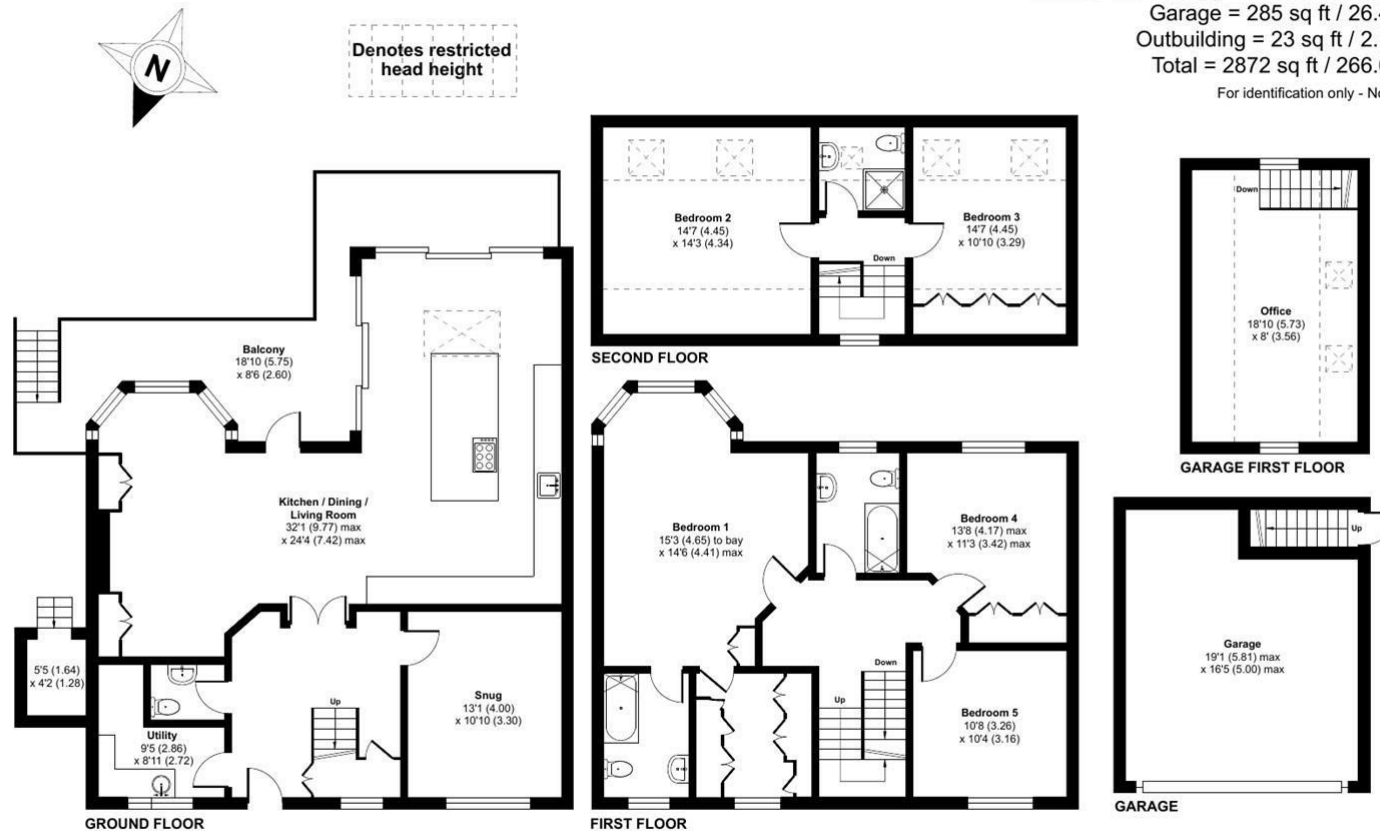 Garage = 285 sq ft / 26.
Outbuilding = 23 sq ft / 2.
Total = 2872 sq ft / 266.
For identification only - No
N
Denotes restricted
head height
Bedroom 2
14'7 (4.45)
x 14'3 (4.34)
Bedroom 3
14'7 (4.45)
x 10'10 (3.29)
Down
SECOND FLOOR
Down
Office
18'10 (5.73)
x 8' (3.56)
GARAGE FIRST FLOOR
Balcony
18'10 (5.75)
x 8'6 (2.60)
Kitchen / Dining /
Living Room
32'1 (9.77) max
x 24'4 (7.42) max
5'5 (1.64)
x 4'2 (1.28)
Utility
9'5 (2.86)
x 8'11 (2.72)
Up
Snug
13'1 (4.00)
x 10'10 (3.30)
GROUND FLOOR
Bedroom 1
15'3 (4.65) to bay
x 14'6 (4.41) max
Bedroom 4
13'8 (4.17) max
x 11'3 (3.42) max
Down
Up
Bedroom 5
10'8 (3.26)
x 10'4 (3.16)
FIRST FLOOR
Up
Garage
19'1 (5.81) max
x 16'5 (5.00) max
GARAGE